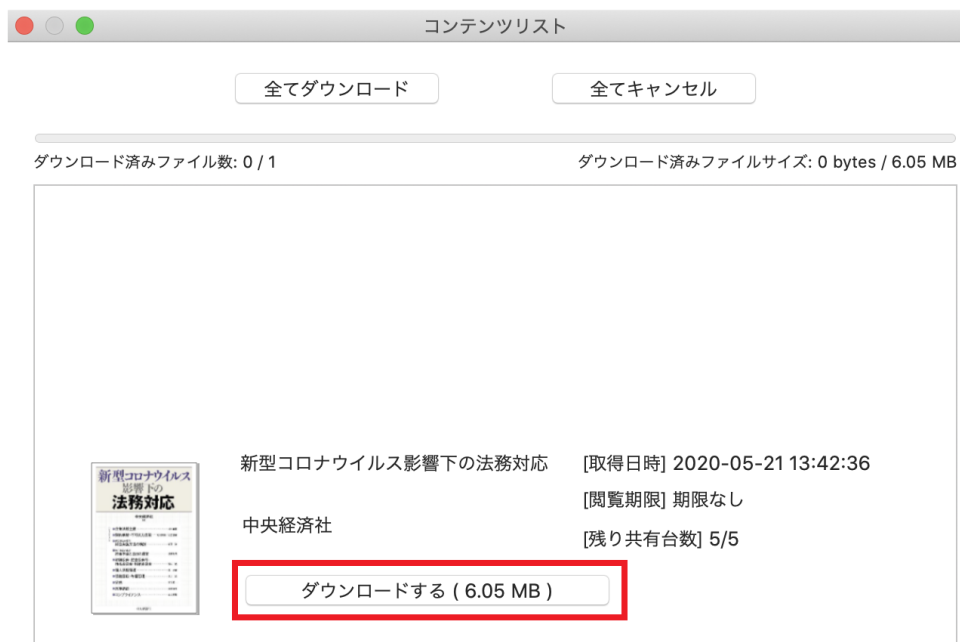 コンテンツリスト
全てダウンロード
全てキャンセル
ダウンロード済みファイル数: 0 / 1
ダウンロード済みファイルサイズ: 0 bytes / 6.05 MB
新型コロナウイルス
影響下の
法務対応
新型コロナウイルス影響下の法務対応
中央経済社
[取得日時] 2020-05-21 13:42:36
[閲覧期限] 期限なし
[残り共有台数] 5/5
ダウンロードする ( 6.05 MB )